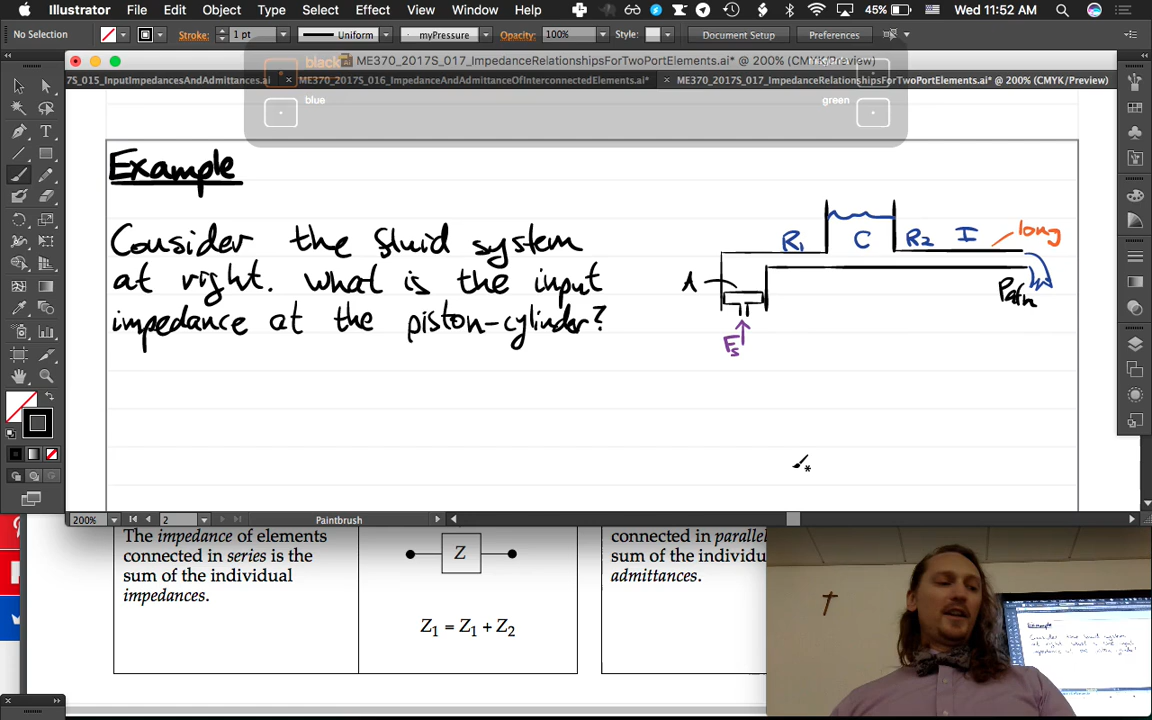 Illustrator File Edit Object Type Select Effect View Window Help 45% Wed 11:52 AM
No Selection Stroke: 1 pt Uniform myPressure Opacity: 100% Style: Document Setup Preferences
ME370_2017S_017_ImpedanceRelationshipsForTwoPortElements.ai* @ 200% (CMYK/Preview)
black
17S_015_InputImpedancesAndAdmittances.ai ME370_2017S_016_ImpedanceAndAdmittanceOfInterconnectedElements.ai* ME370_2017S_017_ImpedanceRelationshipsForTwoPortElements.ai* @ 200% (CMYK/Preview)
blue green
Example
Consider the fluid system
at right. What is the input
impedance at the piston-cylinder?
R1 C R2 I long
A
Patm
Fs
200% 2 Paintbrush
The impedance of elements
connected in series is the
sum of the individual
impedances.
Z
Z1 = Z1 + Z2
connected in parallel
sum of the individu
admittances.